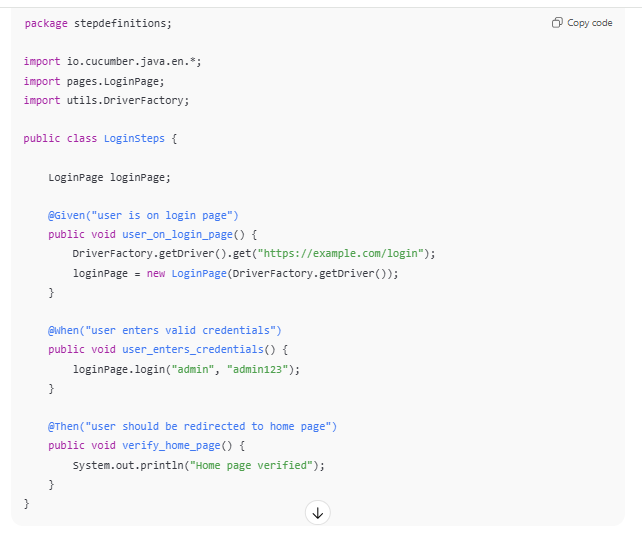 package stepdefinitions;
Copy code
import io.cucumber.java.en.*;
import pages.LoginPage;
import utils.DriverFactory;
public class LoginSteps {
LoginPage loginPage;
@Given("user is on login page")
public void user_on_login_page() {
DriverFactory.getDriver().get("https://example.com/login");
loginPage = new LoginPage(DriverFactory.getDriver());
}
@When("user enters valid credentials")
public void user_enters_credentials() {
loginPage.login("admin", "admin123");
}
@Then("user should be redirected to home page")
public void verify_home_page() {
System.out.println("Home page verified");
}
}